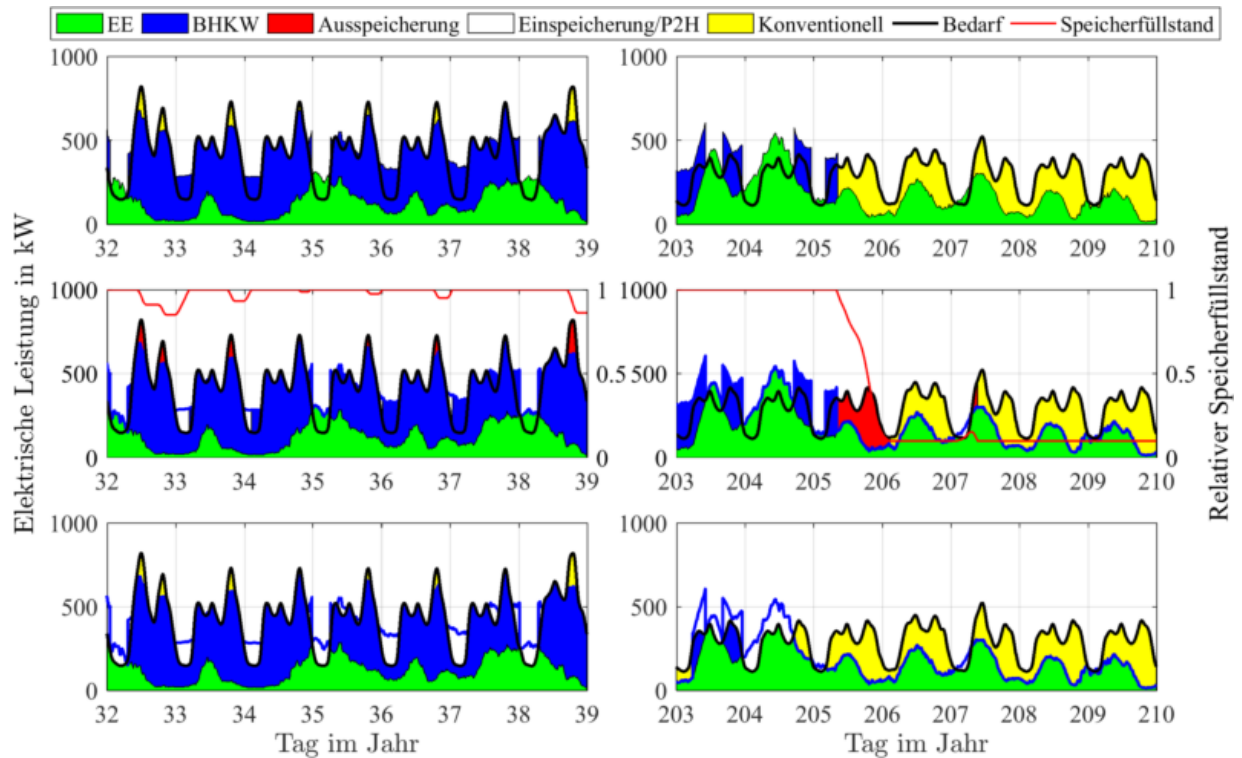 EE BHKW Ausspeicherung Einspeicherung/P2H Konventionell Bedarf Speicherfüllstand
Elektrische Leistung in kW
1000
500
0
32 33 34 35 36 37 38 39
1000
500
0
203 204 205 206 207 208 209 210
1000
500
0
1
0.5
0
32 33 34 35 36 37 38 39
1000
5 500
0
1
0.5
0
203 204 205 206 207 208 209 210
Relativer Speicherfüllstand
1000
500
0
32 33 34 35 36 37 38 39
Tag im Jahr
1000
500
0
203 204 205 206 207 208 209 210
Tag im Jahr